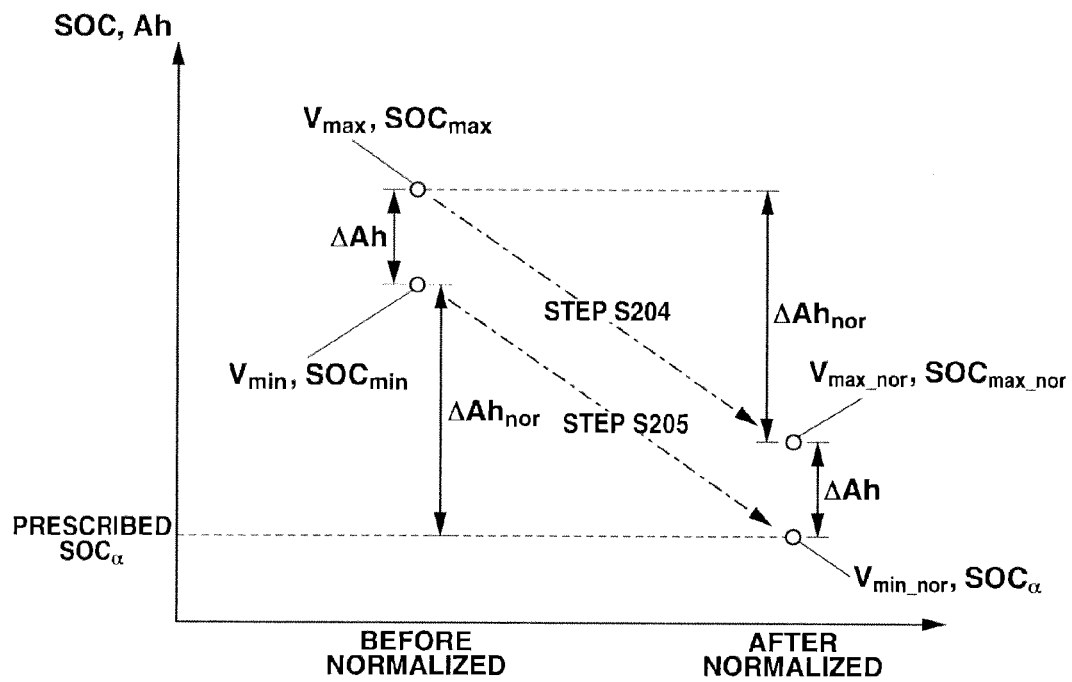 SOC, Ah
Vmax, SOCmax
ΔAh
STEP S204
ΔAhnor
Vmin, SOCmin
Vmax_nor, SOCmax_nor
ΔAhnor
STEP S205
ΔAh
PRESCRIBED
SOCα
Vmin_nor, SOCα
BEFORE
NORMALIZED
AFTER
NORMALIZED